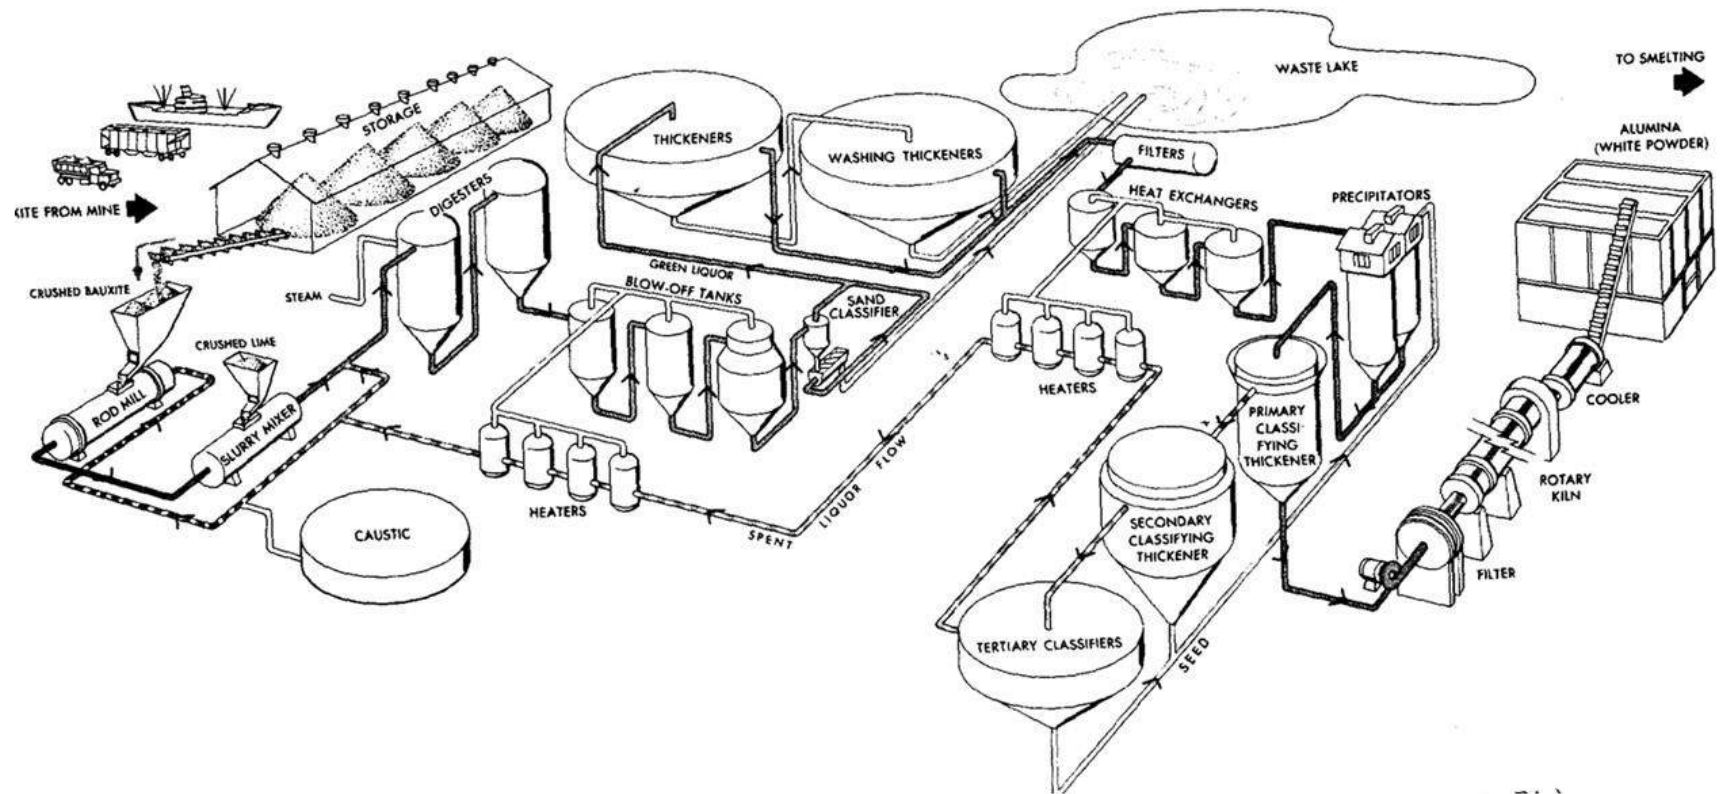 WASTE LAKE
TO SMELTING
STORAGE
ALUMINA
(WHITE POWDER)
THICKENERS
WASHING THICKENERS
FILTERS
DIGESTERS
HEAT EXCHANGERS
PRECIPITATORS
KITE FROM MINE
GREEN LIQUOR
STEAM
BLOW-OFF TANKS
SAND
CLASSIFIER
CRUSHED BAUXITE
CRUSHED LIME
HEATERS
ROD MILL
SLURRY MIXER
COOLER
PRIMARY
CLASSI-
FYING
THICKENER
ROTARY
KILN
SPENT LIQUOR FLOW
HEATERS
CAUSTIC
SECONDARY
CLASSIFYING
THICKENER
FILTER
TERTIARY CLASSIFIERS
SEED